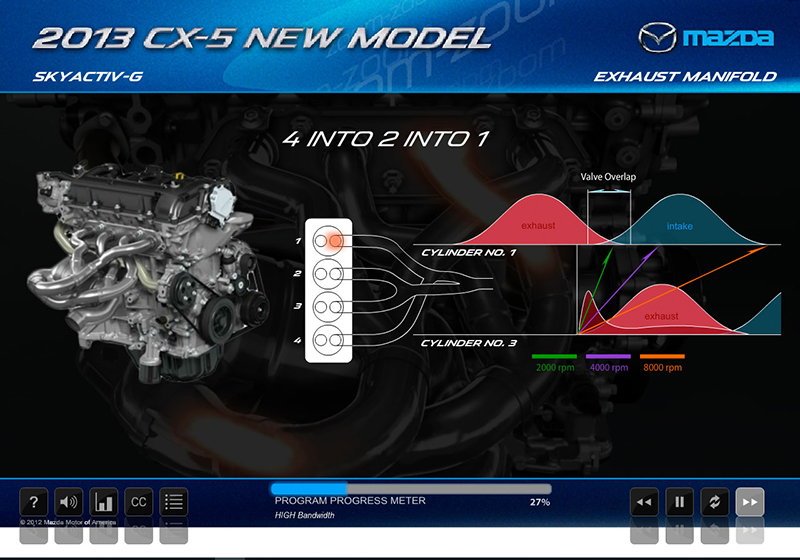 2013 CX-5 NEW MODEL
mazda
SKYACTIV-G
EXHAUST MANIFOLD
4 INTO 2 INTO 1
Valve Overlap
exhaust
intake
1
CYLINDER NO. 1
2
3
exhaust
4
CYLINDER NO. 3
2000 rpm
4000 rpm
8000 rpm
?
CC
PROGRAM PROGRESS METER
27%
HIGH Bandwidth
© 2012 Mazda Motor of America